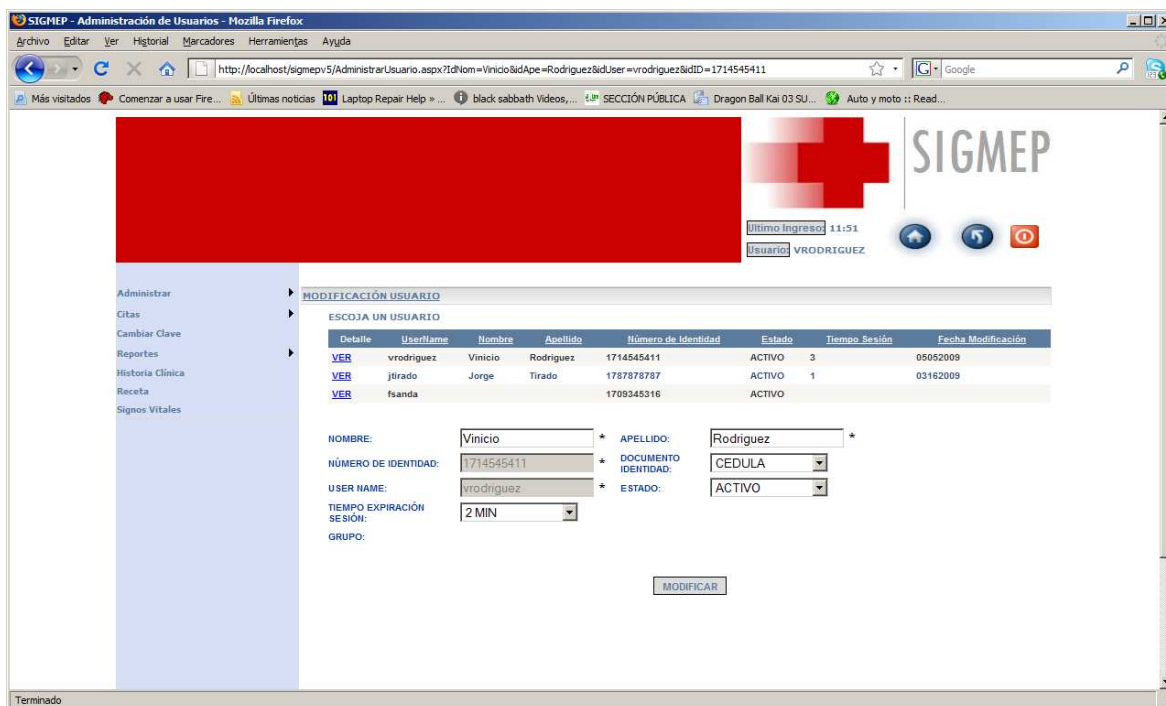 SIGMEP - Administración de Usuarios - Mozilla Firefox
Archivo Editar Ver Historial Marcadores Herramientas Ayuda
http://localhost/sigmepv5/AdministrarUsuario.aspx?IdNom=Vinicio&idApe=Rodriguez&idUser=vrodriguez&idID=1714545411
G Google
Más visitados Comenzar a usar Fire... Últimas noticias 101 Laptop Repair Help » ... black sabbath Videos,... SECCIÓN PÚBLICA Dragon Ball Kai 03 SU... Auto y moto :: Read...
SIGMEP
Ultimo Ingreso: 11:51
Usuario: VRODRIGUEZ
Administrar
Citas
Cambiar Clave
Reportes
Historia Clínica
Receta
Signos Vitales
MODIFICACIÓN USUARIO
ESCOJA UN USUARIO
Detalle UserName Nombre Apellido Número de Identidad Estado Tiempo Sesión Fecha Modificación
VER vrodriguez Vinicio Rodriguez 1714545411 ACTIVO 3 05052009
VER jtirado Jorge Tirado 1787878787 ACTIVO 1 03162009
VER fsanda 1709345316 ACTIVO
NOMBRE: Vinicio * APELLIDO: Rodriguez *
NÚMERO DE IDENTIDAD: 1714545411 * DOCUMENTO IDENTIDAD: CEDULA
USER NAME: vrodriguez * ESTADO: ACTIVO
TIEMPO EXPIRACIÓN SESIÓN: 2 MIN
GRUPO:
MODIFICAR
Terminado